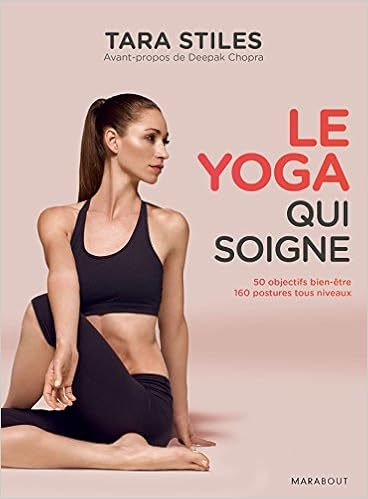 TARA STILES
Avant-propos de Deepak Chopra
LE
YOGA
QUI
SOIGNE
50 objectifs bien-être
160 postures tous niveaux
MARABOUT